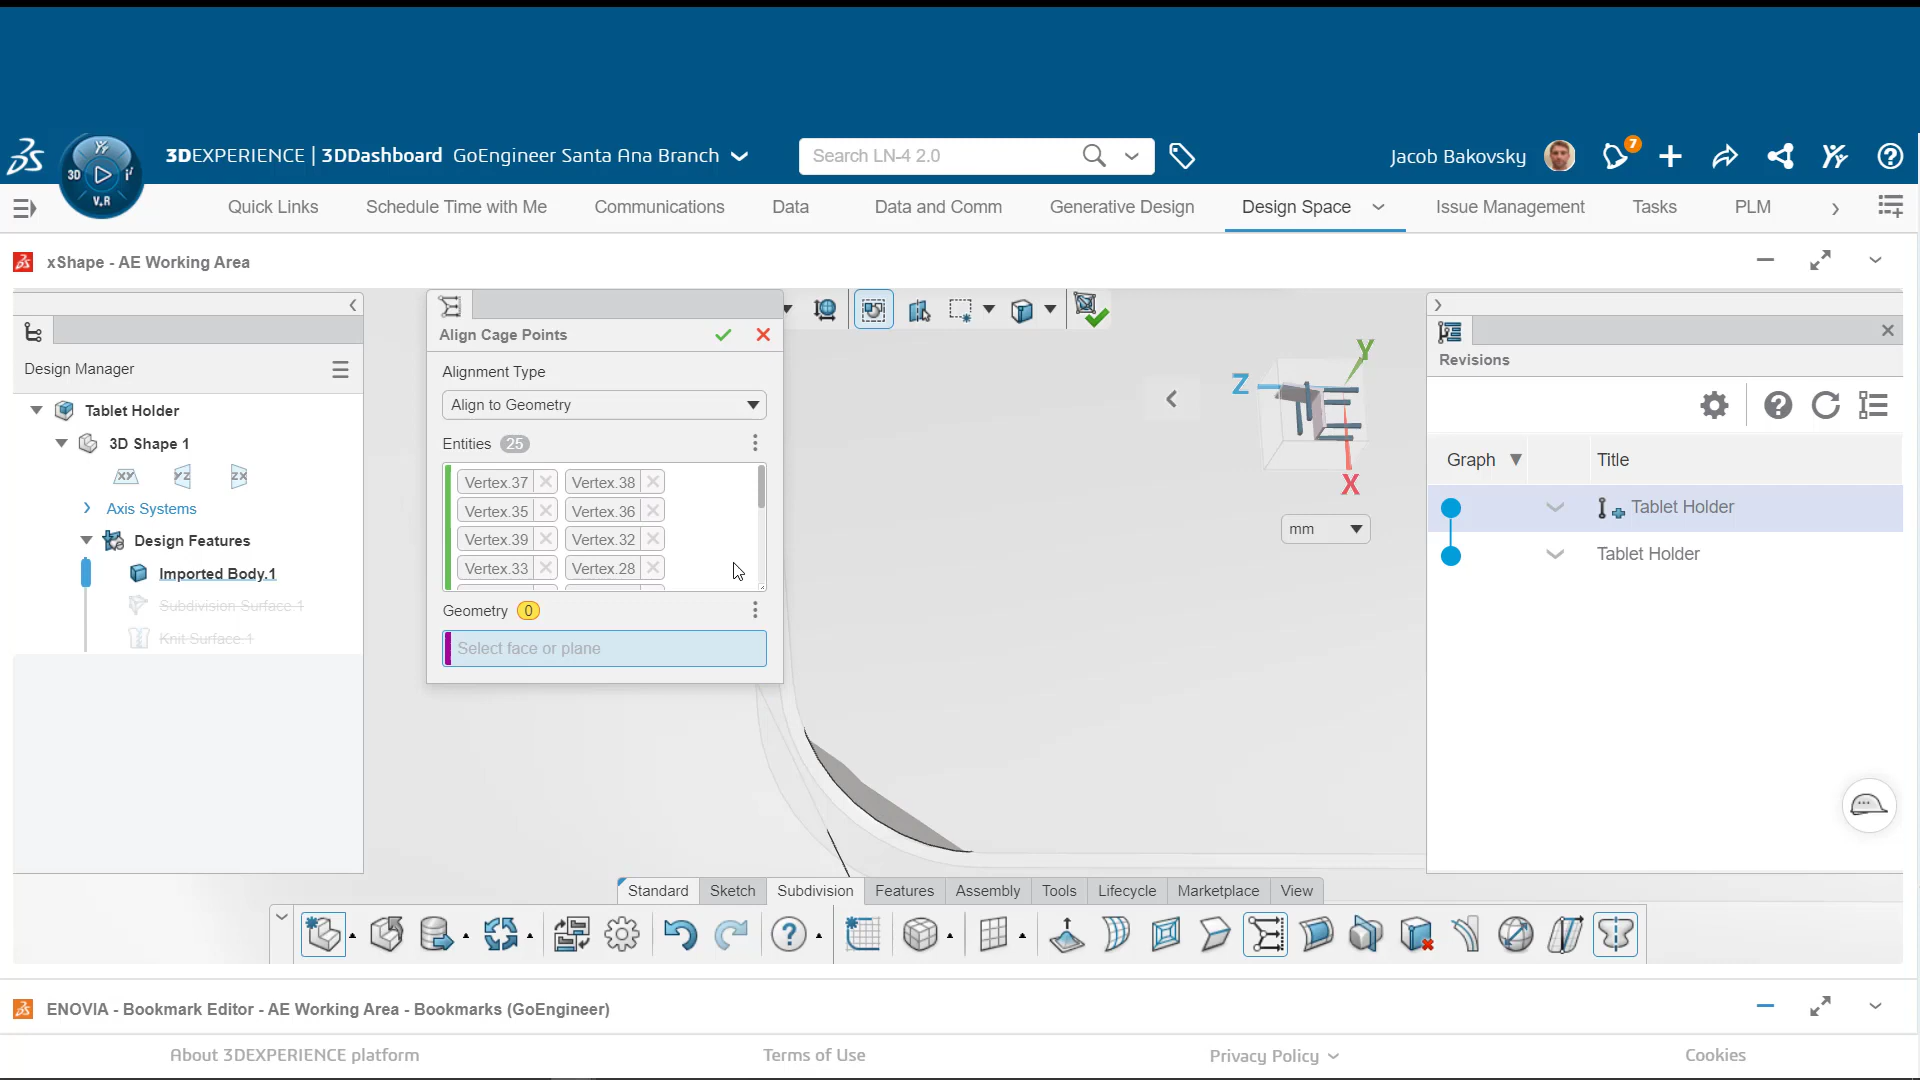 3DEXPERIENCE | 3DDashboard GoEngineer Santa Ana Branch
Search LN-4 2.0
Jacob Bakovsky
7
3D
V.R
Quick Links
Schedule Time with Me
Communications
Data
Data and Comm
Generative Design
Design Space
Issue Management
Tasks
PLM
xShape - AE Working Area
Design Manager
Tablet Holder
3D Shape 1
XY
YZ
ZX
Axis Systems
Design Features
Imported Body.1
Subdivision Surface.1
Knit Surface.1
Align Cage Points
Alignment Type
Align to Geometry
Entities 25
Vertex.37
Vertex.38
Vertex.35
Vertex.36
Vertex.39
Vertex.32
Vertex.33
Vertex.28
Geometry 0
Select face or plane
Y
Z
X
mm
Revisions
Graph
Title
Tablet Holder
Tablet Holder
Standard
Sketch
Subdivision
Features
Assembly
Tools
Lifecycle
Marketplace
View
ENOVIA - Bookmark Editor - AE Working Area - Bookmarks (GoEngineer)
About 3DEXPERIENCE platform
Terms of Use
Privacy Policy
Cookies